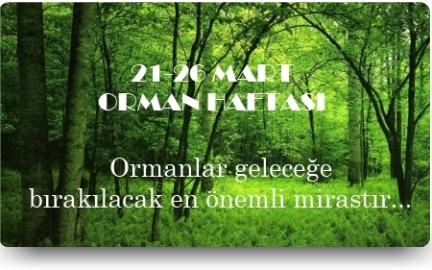 21-26 MART
ORMAN HAFTASI
Ormanlar geleceğe
bırakılacak en önemli mirastır...